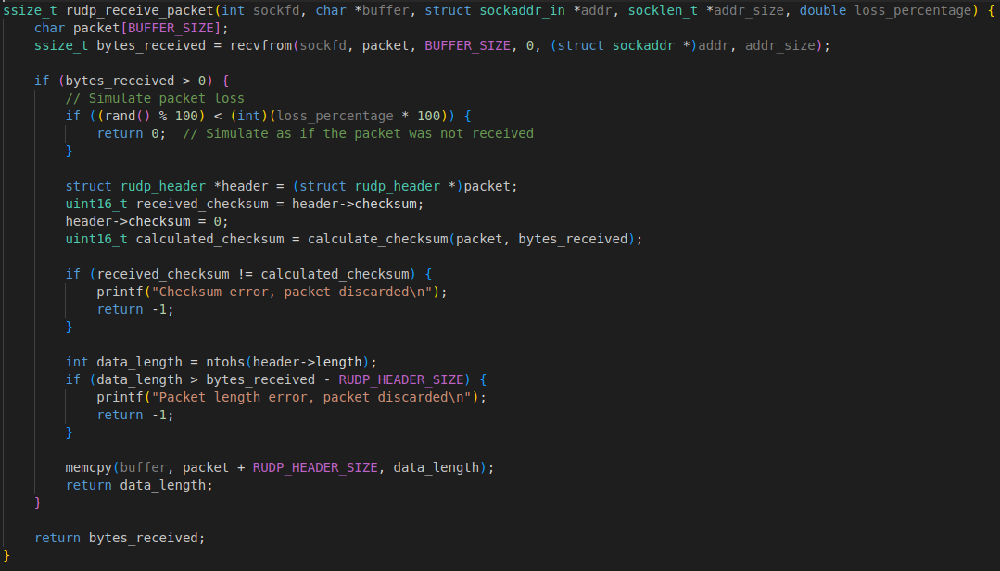 ssize_t rudp_receive_packet(int sockfd, char *buffer, struct sockaddr_in *addr, socklen_t *addr_size, double loss_percentage) {
    char packet[BUFFER_SIZE];
    ssize_t bytes_received = recvfrom(sockfd, packet, BUFFER_SIZE, 0, (struct sockaddr *)addr, addr_size);

    if (bytes_received > 0) {
        // Simulate packet loss
        if ((rand() % 100) < (int)(loss_percentage * 100)) {
            return 0;  // Simulate as if the packet was not received
        }

        struct rudp_header *header = (struct rudp_header *)packet;
        uint16_t received_checksum = header->checksum;
        header->checksum = 0;
        uint16_t calculated_checksum = calculate_checksum(packet, bytes_received);

        if (received_checksum != calculated_checksum) {
            printf("Checksum error, packet discarded\n");
            return -1;
        }

        int data_length = ntohs(header->length);
        if (data_length > bytes_received - RUDP_HEADER_SIZE) {
            printf("Packet length error, packet discarded\n");
            return -1;
        }

        memcpy(buffer, packet + RUDP_HEADER_SIZE, data_length);
        return data_length;
    }

    return bytes_received;
}